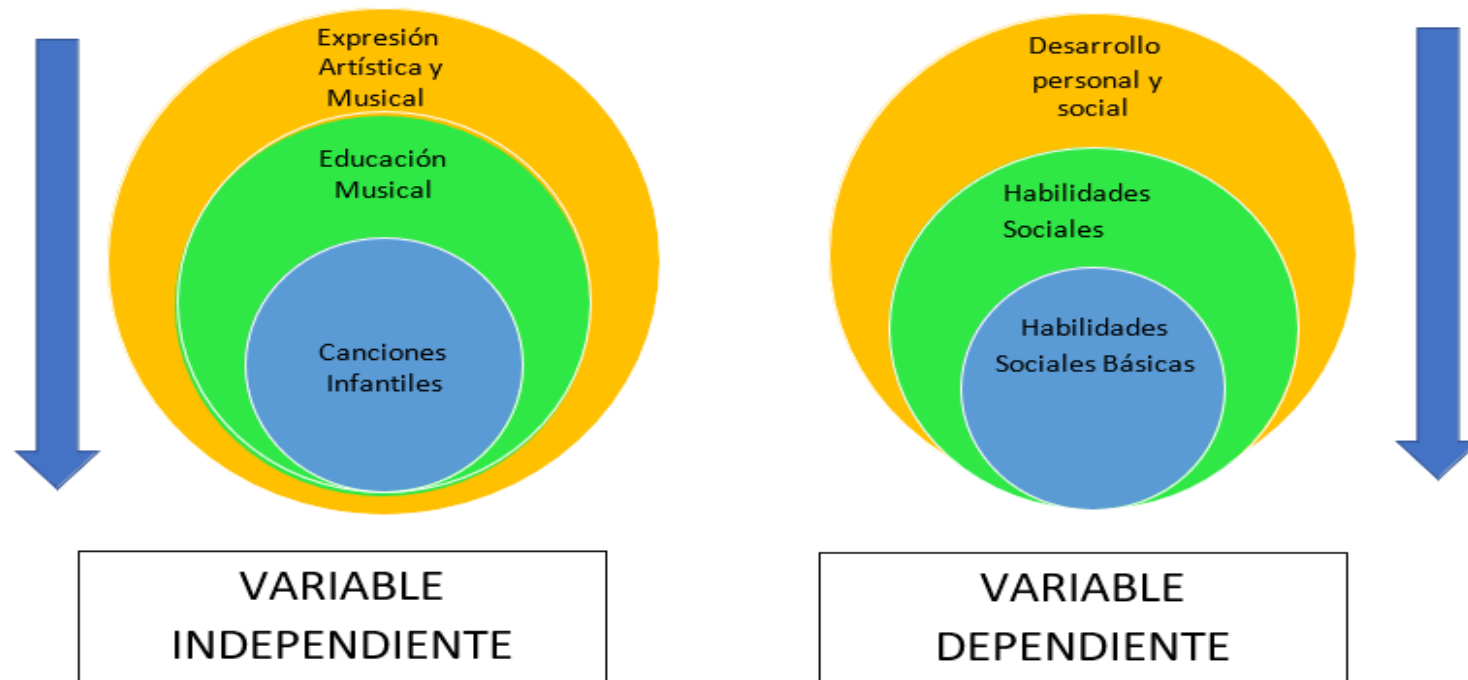 Expresión
Artística y
Musical
Educación
Musical
Canciones
Infantiles
VARIABLE
INDEPENDIENTE
Desarrollo
personal y
social
Habilidades
Sociales
Habilidades
Sociales Básicas
VARIABLE
DEPENDIENTE